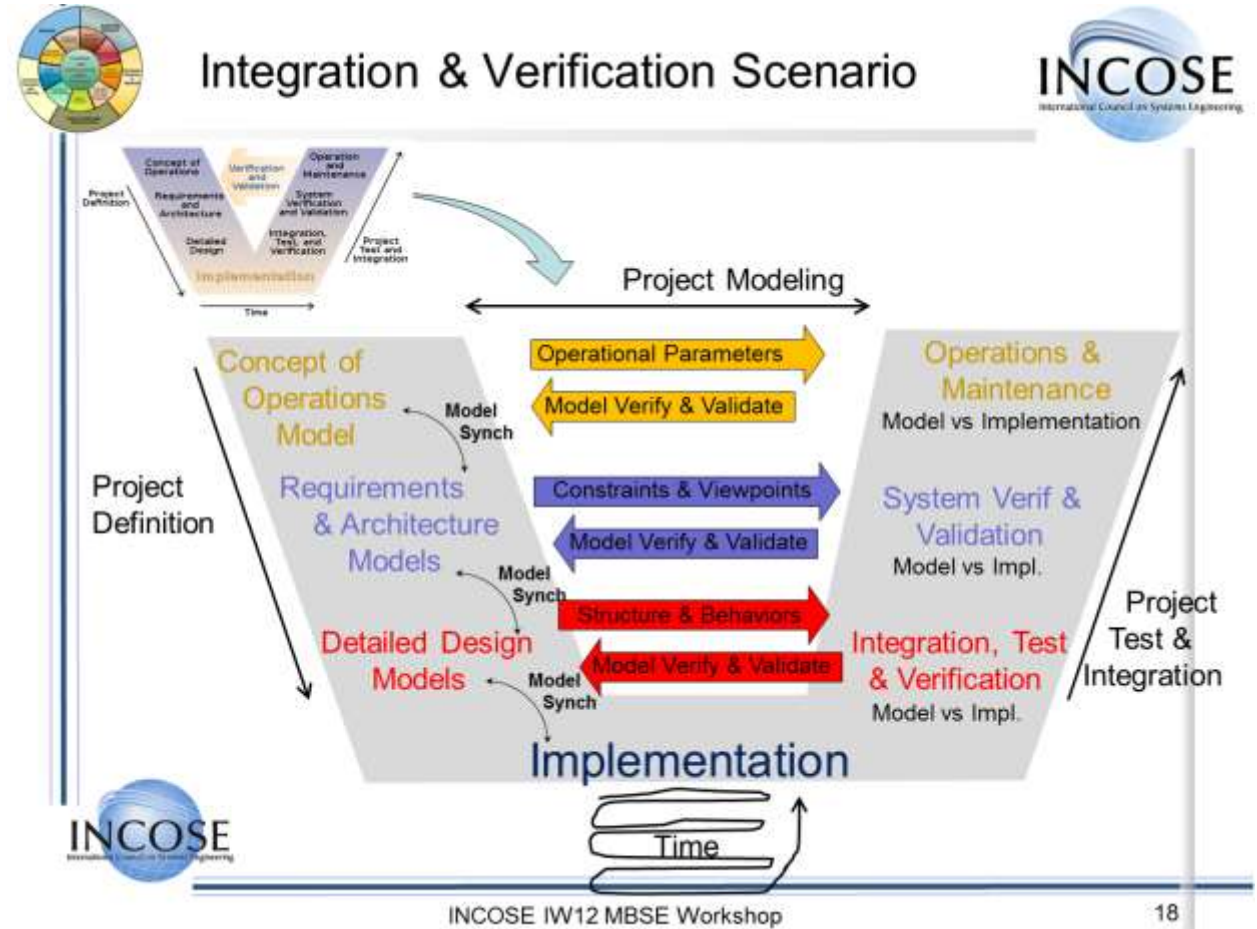 Integration & Verification Scenario
INCOSE
International Council on Systems Engineering
Concept of
Operations
Verification
and
Validation
Operation
and
Maintenance
Project
Definition
Requirements
and
Architecture
System
Verification
and Validation
Detailed
Design
Integration,
Test, and
Verification
Project
Test and
Integration
Implementation
Time
Project Modeling
Concept of
Operations
Model
Operational Parameters
Model Verify & Validate
Operations &
Maintenance
Model vs Implementation
Model
Synch
Project
Definition
Requirements
& Architecture
Models
Constraints & Viewpoints
Model Verify & Validate
System Verif &
Validation
Model vs Impl.
Model
Synch
Detailed Design
Models
Structure & Behaviors
Model Verify & Validate
Integration, Test
& Verification
Model vs Impl.
Project
Test &
Integration
Model
Synch
Implementation
Time
INCOSE
International Council on Systems Engineering
INCOSE IW12 MBSE Workshop
18